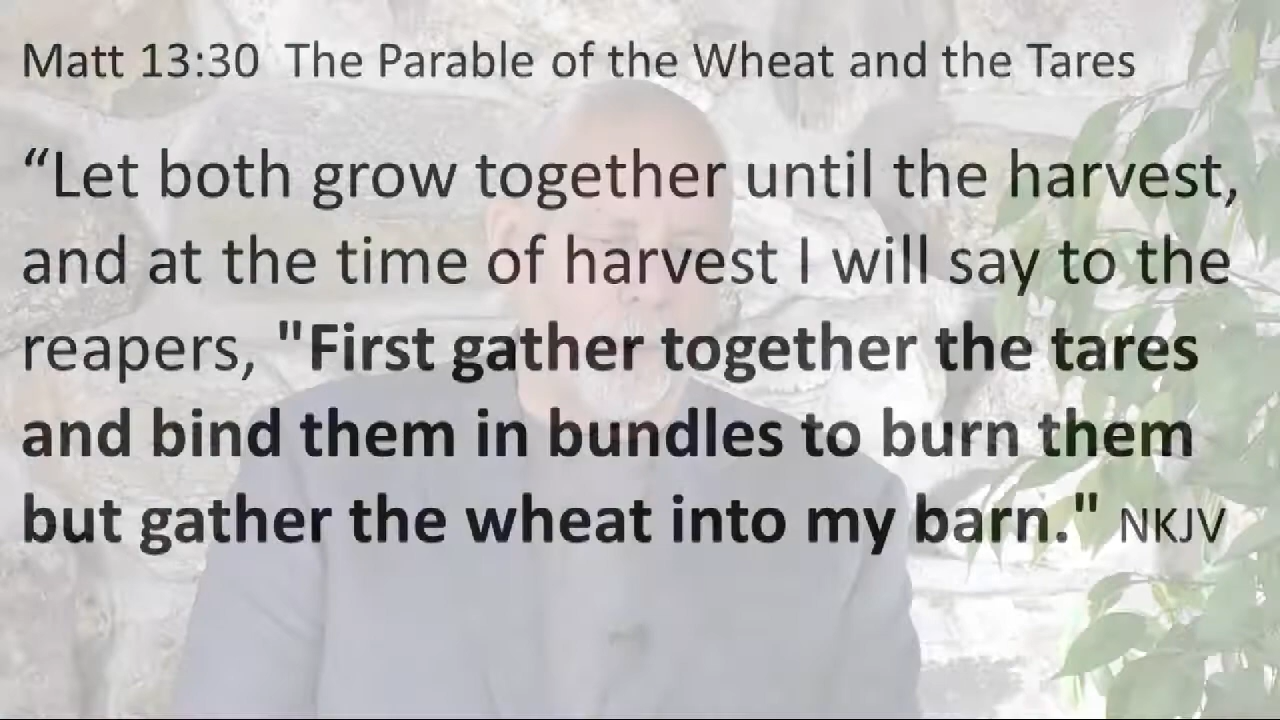 Matt 13:30 The Parable of the Wheat and the Tares
“Let both grow together until the harvest,
and at the time of harvest I will say to the
reapers, "First gather together the tares
and bind them in bundles to burn them
but gather the wheat into my barn." NKJV